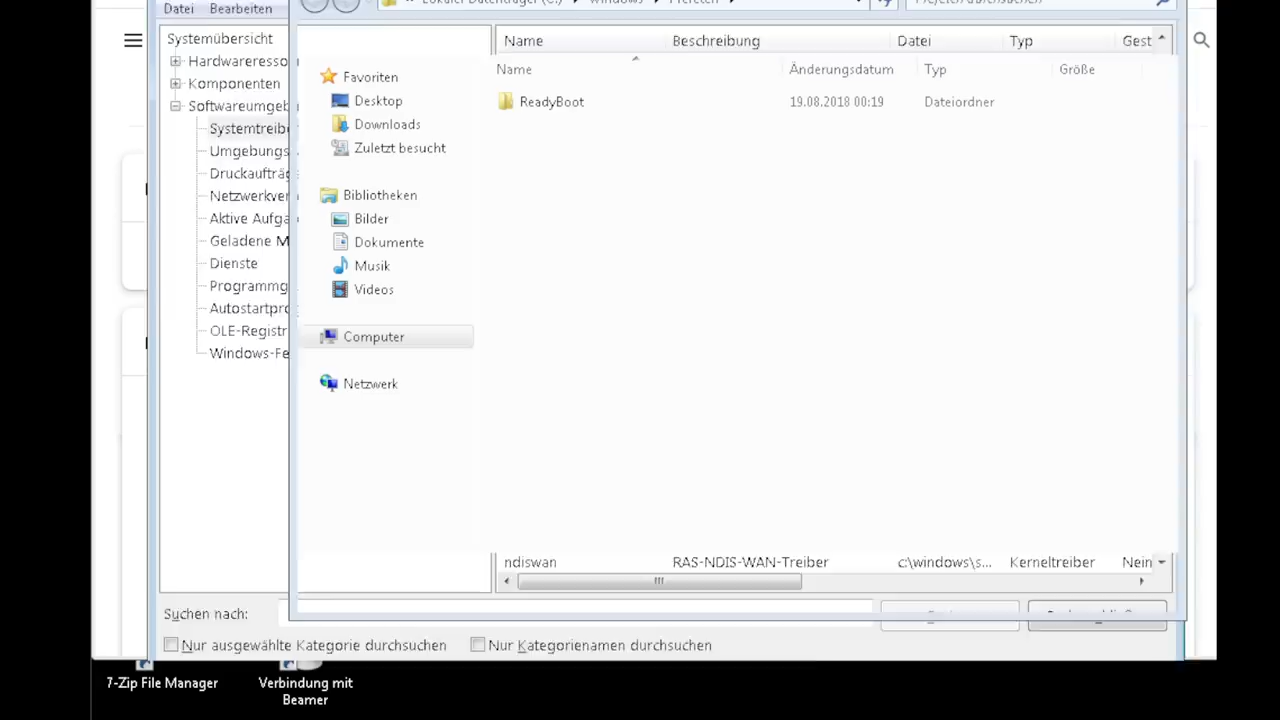 Datei Bearbeiten
Systemübersicht
Hardwareresso
Komponenten
Softwareumgeb
Systemtreibe
Umgebungs
Druckaufträg
Netzwerkver
Aktive Aufga
Geladene M
Dienste
Programmg
Autostartpro
OLE-Registr
Windows-Fe
Favoriten
Desktop
Downloads
Zuletzt besucht
Bibliotheken
Bilder
Dokumente
Musik
Videos
Computer
Netzwerk
Name Beschreibung Datei Typ Gest
Name Änderungsdatum Typ Größe
ReadyBoot 19.08.2018 00:19 Dateiordner
ndiswan RAS-NDIS-WAN-Treiber c:\windows\s... Kerneltreiber Nein
Suchen nach:
Nur ausgewählte Kategorie durchsuchen Nur Kategorienamen durchsuchen
7-Zip File Manager
Verbindung mit
Beamer